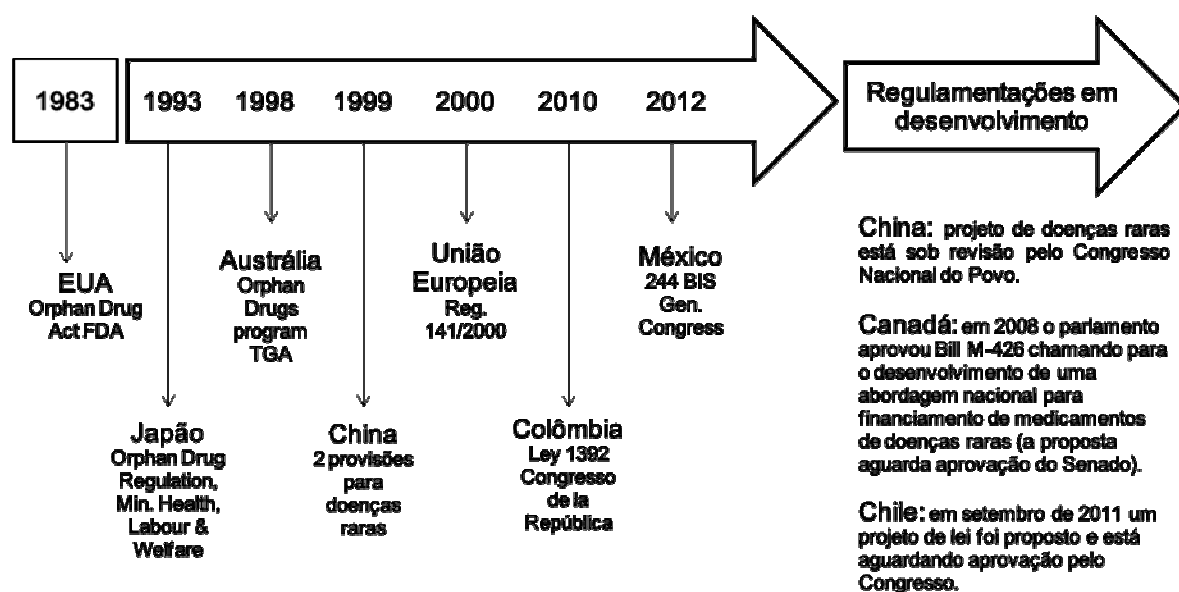 1983
1993
1998
1999
2000
2010
2012
Regulamentações em
desenvolvimento
EUA
Orphan Drug
Act FDA
Japão
Orphan Drug
Regulation,
Min. Health,
Labour &
Welfare
Austrália
Orphan
Drugs
program
TGA
China
2 provisões
para
doenças
raras
União
Europeia
Reg.
141/2000
Colômbia
Ley 1392
Congresso
de la
República
México
244 BIS
Gen.
Congress
China: projeto de doenças raras
está sob revisão pelo Congresso
Nacional do Povo.
Canadá: em 2008 o parlamento
aprovou Bill M-426 chamando para
o desenvolvimento de uma
abordagem nacional para
financiamento de medicamentos
de doenças raras (a proposta
aguarda aprovação do Senado).
Chile: em setembro de 2011 um
projeto de lei foi proposto e está
aguardando aprovação pelo
Congresso.